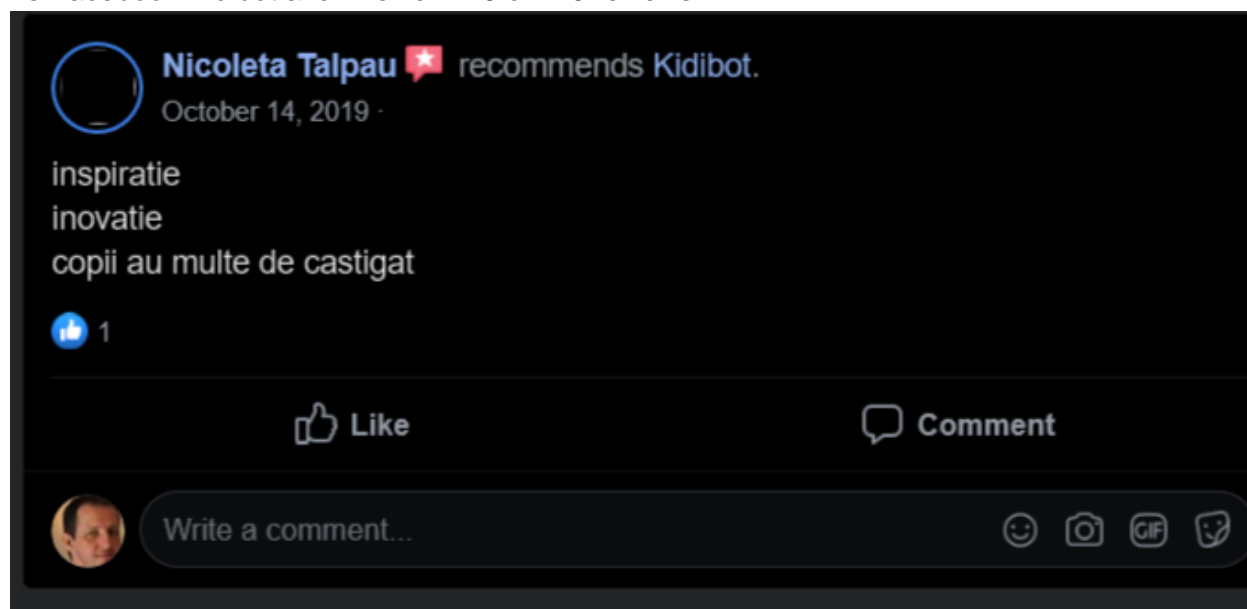 Nicoleta Talpau recommends Kidibot.
October 14, 2019 ·
inspiratie
inovatie
copii au multe de castigat
1
Like
Comment
Write a comment...
GIF